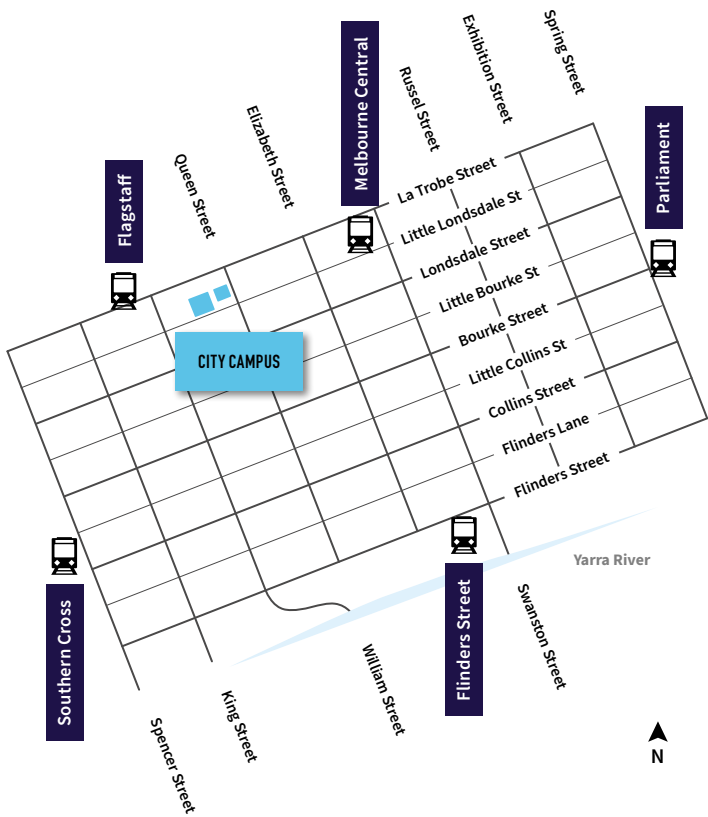 Spring Street
Exhibition Street
Melbourne Central
Russel Street
Elizabeth Street
Parliament
Queen Street
Flagstaff
La Trobe Street
Little Londsdale St
Londsdale Street
Little Bourke St
Bourke Street
CITY CAMPUS
Little Collins St
Collins Street
Flinders Lane
Flinders Street
Yarra River
Southern Cross
Flinders Street
Swanston Street
William Street
King Street
Spencer Street
N